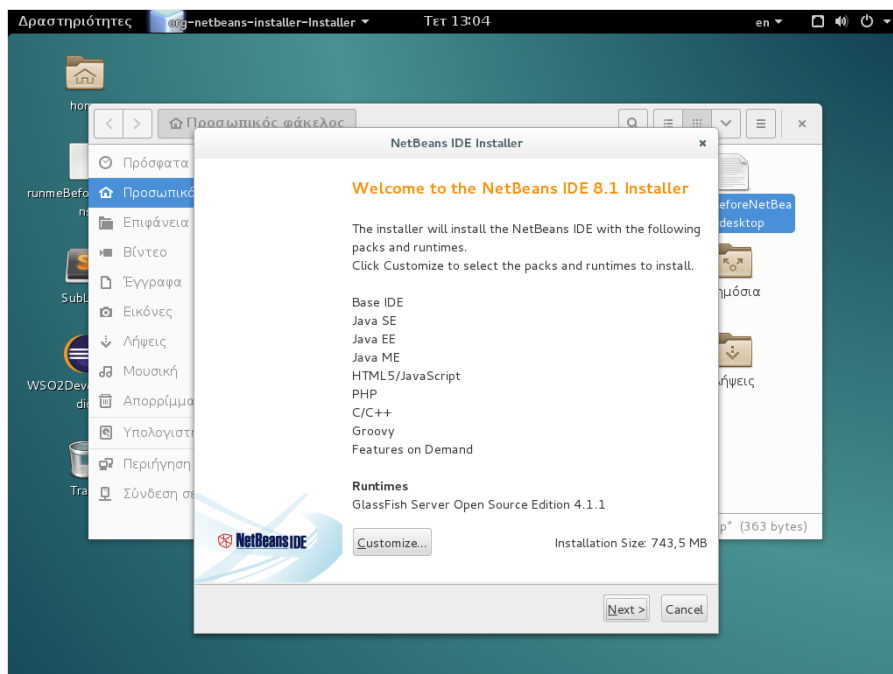 Δραστηριότητες
org-netbeans-installer-Installer
Τετ 13:04
en
Προσωπικός φάκελος
NetBeans IDE Installer
Πρόσφατα
Επιφάνεια
Βίντεο
Έγγραφα
Εικόνες
Λήψεις
Μουσική
Περιήγηση
Σύνδεση
Welcome to the NetBeans IDE 8.1 Installer
The installer will install the NetBeans IDE with the following
packs and runtimes.
Click Customize to select the packs and runtimes to install.
Base IDE
Java SE
Java EE
Java ME
HTML5/JavaScript
PHP
C/C++
Groovy
Features on Demand
Runtimes
GlassFish Server Open Source Edition 4.1.1
NetBeans IDE
Customize...
Installation Size: 743,5 MB
Next >
Cancel
desktop
(363 bytes)